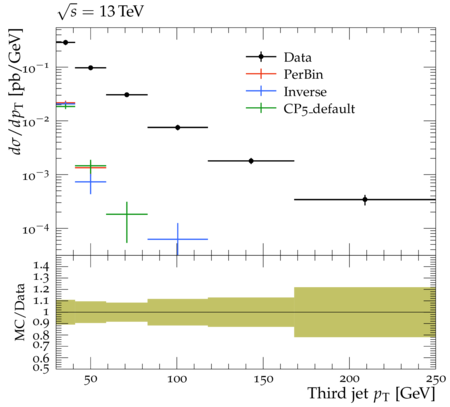 √s = 13 TeV
dσ/dpT [pb/GeV]
10⁻¹
10⁻²
10⁻³
10⁻⁴
Data
PerBin
Inverse
CP5_default
MC/Data
1.4
1.3
1.2
1.1
1
0.9
0.8
0.7
0.6
0.5
50 100 150 200 250
Third jet pT [GeV]